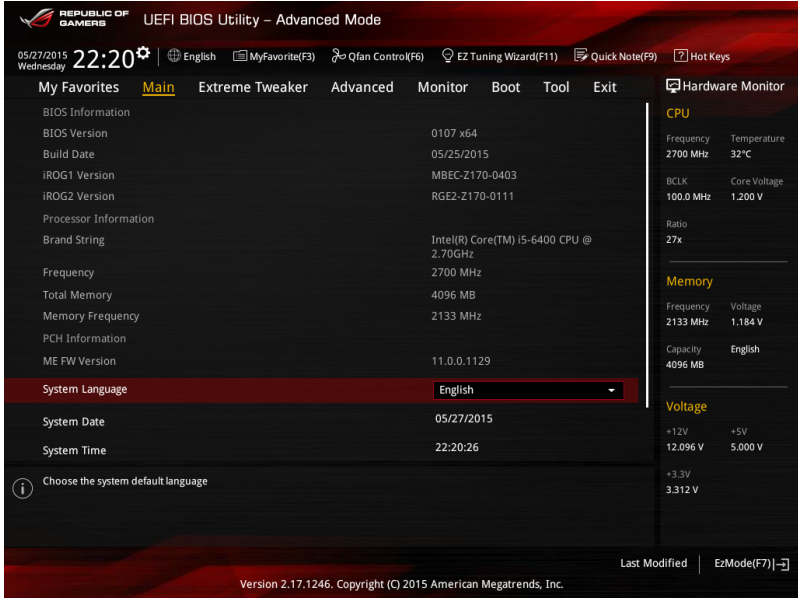 REPUBLIC OF
GAMERS
UEFI BIOS Utility – Advanced Mode
05/27/2015
Wednesday
22:20
English
MyFavorite(F3)
Qfan Control(F6)
EZ Tuning Wizard(F11)
Quick Note(F9)
? Hot Keys
My Favorites Main Extreme Tweaker Advanced Monitor Boot Tool Exit
BIOS Information
BIOS Version 0107 x64
Build Date 05/25/2015
iROG1 Version MBEC-Z170-0403
iROG2 Version RGE2-Z170-0111
Processor Information
Brand String Intel(R) Core(TM) i5-6400 CPU @
2.70GHz
Frequency 2700 MHz
Total Memory 4096 MB
Memory Frequency 2133 MHz
PCH Information
ME FW Version 11.0.0.1129
System Language English
System Date 05/27/2015
System Time 22:20:26
i Choose the system default language
Hardware Monitor
CPU
Frequency Temperature
2700 MHz 32°C
BCLK Core Voltage
100.0 MHz 1.200 V
Ratio
27x
Memory
Frequency Voltage
2133 MHz 1.184 V
Capacity English
4096 MB
Voltage
+12V +5V
12.096 V 5.000 V
+3.3V
3.312 V
Last Modified EzMode(F7)
Version 2.17.1246. Copyright (C) 2015 American Megatrends, Inc.